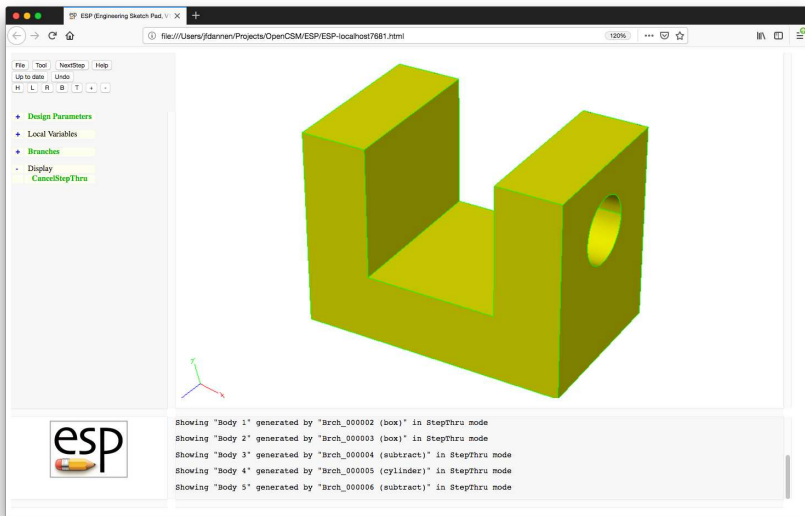 ESP (Engineering Sketch Pad, V
file:///Users/jfdannen/Projects/OpenCSM/ESP/ESP-localhost7681.html
120%
File Tool NextStep Help
Up to date Undo
H L R B T + -
+ Design Parameters
+ Local Variables
+ Branches
- Display
CancelStepThru
Y
X
esp
Showing "Body 1" generated by "Brch_000002 (box)" in StepThru mode
Showing "Body 2" generated by "Brch_000003 (box)" in StepThru mode
Showing "Body 3" generated by "Brch_000004 (subtract)" in StepThru mode
Showing "Body 4" generated by "Brch_000005 (cylinder)" in StepThru mode
Showing "Body 5" generated by "Brch_000006 (subtract)" in StepThru mode